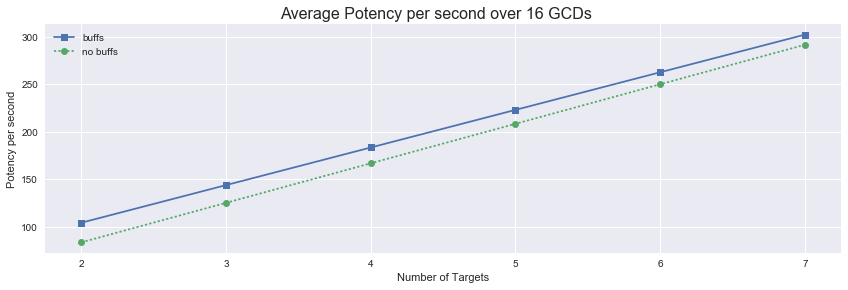 Average Potency per second over 16 GCDs
buffs
no buffs
Potency per second
300
250
200
150
100
2 3 4 5 6 7
Number of Targets